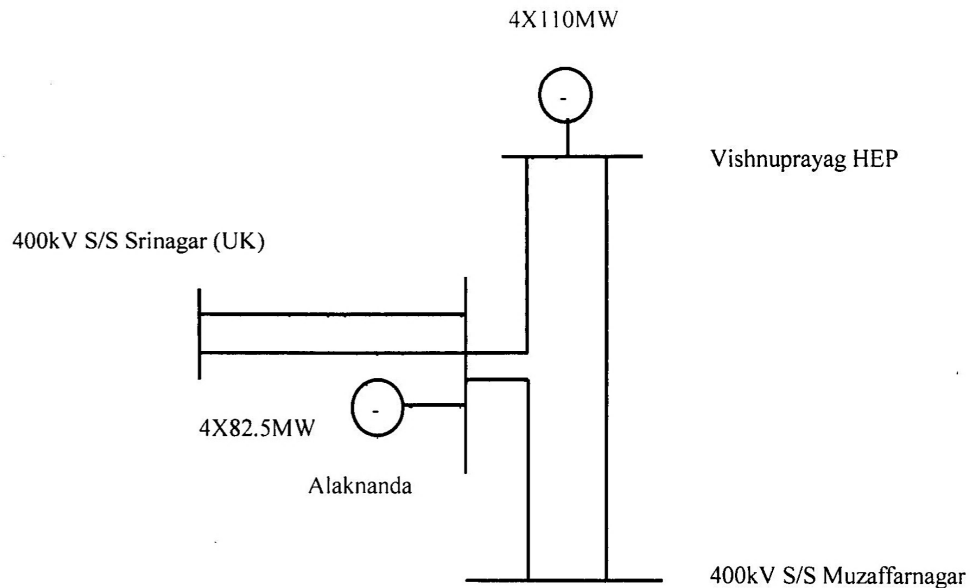 4X110MW
Vishnuprayag HEP
400kV S/S Srinagar (UK)
4X82.5MW
Alaknanda
400kV S/S Muzaffarnagar